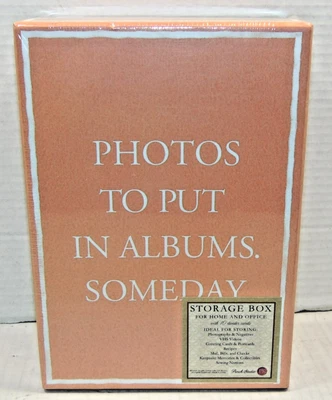 PHOTOS
TO PUT
IN ALBUMS.
SOMEDAY
STORAGE BOX
FOR HOME AND OFFICE
IDEAL FOR STORING:
Photographs & Negatives
VHS Videos
Greeting Cards & Postcards
Recipes
Mail, Bills and Checks
Keepsake Mementos & Collectibles
Sewing Notions